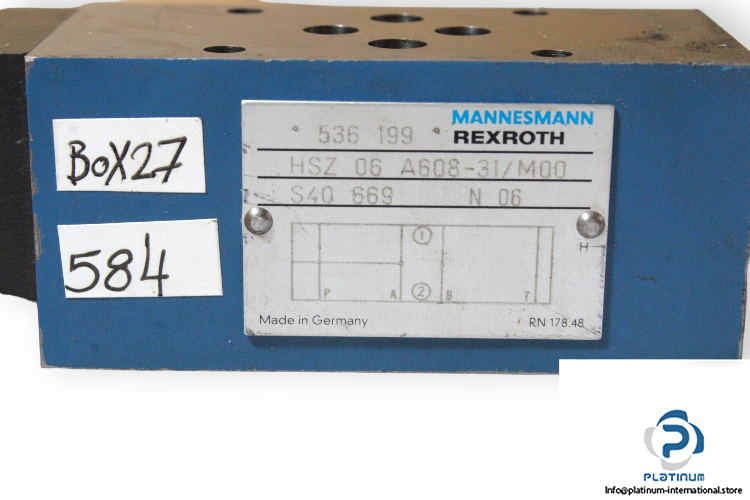 BOX27
584
MANNESMANN
REXROTH
536 199
HSZ 06 A608-31/M00
S40 669 N 06
1
H
P A 2 B T
Made in Germany RN 178.48
PLATINUM
Info@platinum-international.store